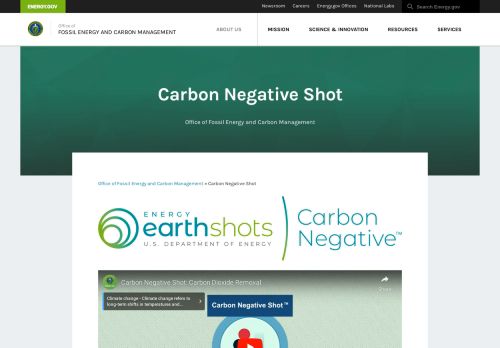 ENERGY.GOV
Newsroom Careers Energy.gov Offices National Labs Search Energy.gov
Office of
FOSSIL ENERGY AND CARBON MANAGEMENT
ABOUT US MISSION SCIENCE & INNOVATION RESOURCES SERVICES
Carbon Negative Shot
Office of Fossil Energy and Carbon Management
Office of Fossil Energy and Carbon Management » Carbon Negative Shot
ENERGY
earthshots
U.S. DEPARTMENT OF ENERGY
Carbon
Negative™
Carbon Negative Shot: Carbon Dioxide Removal
Share
Climate change - Climate change refers to
long-term shifts in temperatures and...
Carbon Negative Shot™